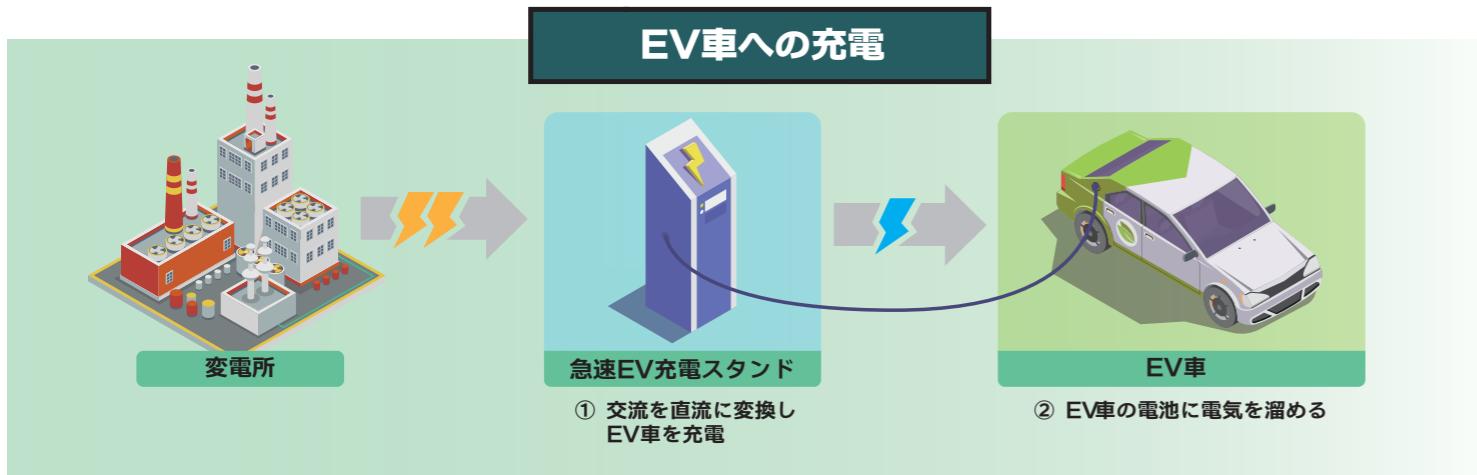 EV車への充電
変電所
急速EV充電スタンド
EV車
① 交流を直流に変換し
EV車を充電
② EV車の電池に電気を溜める